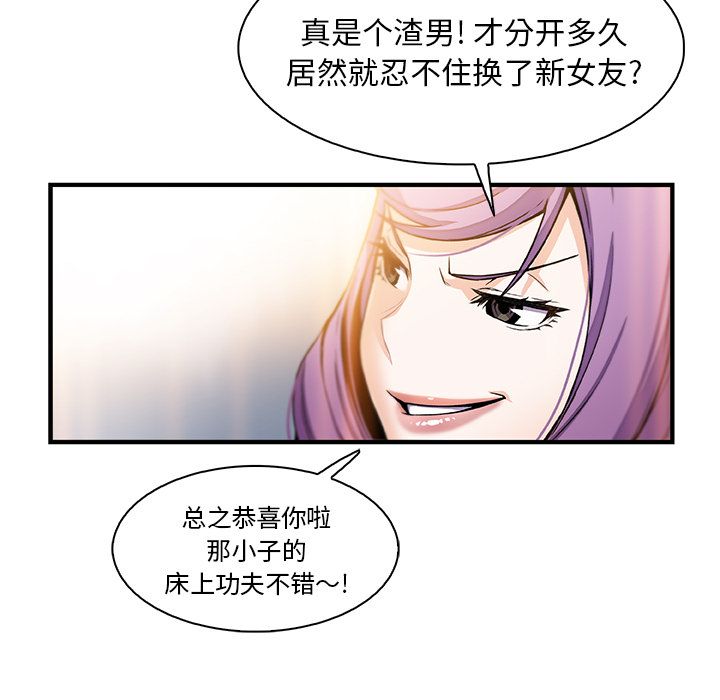 真是个渣男! 才分开多久
居然就忍不住换了新女友?
总之恭喜你啦
那小子的
床上功夫不错～!